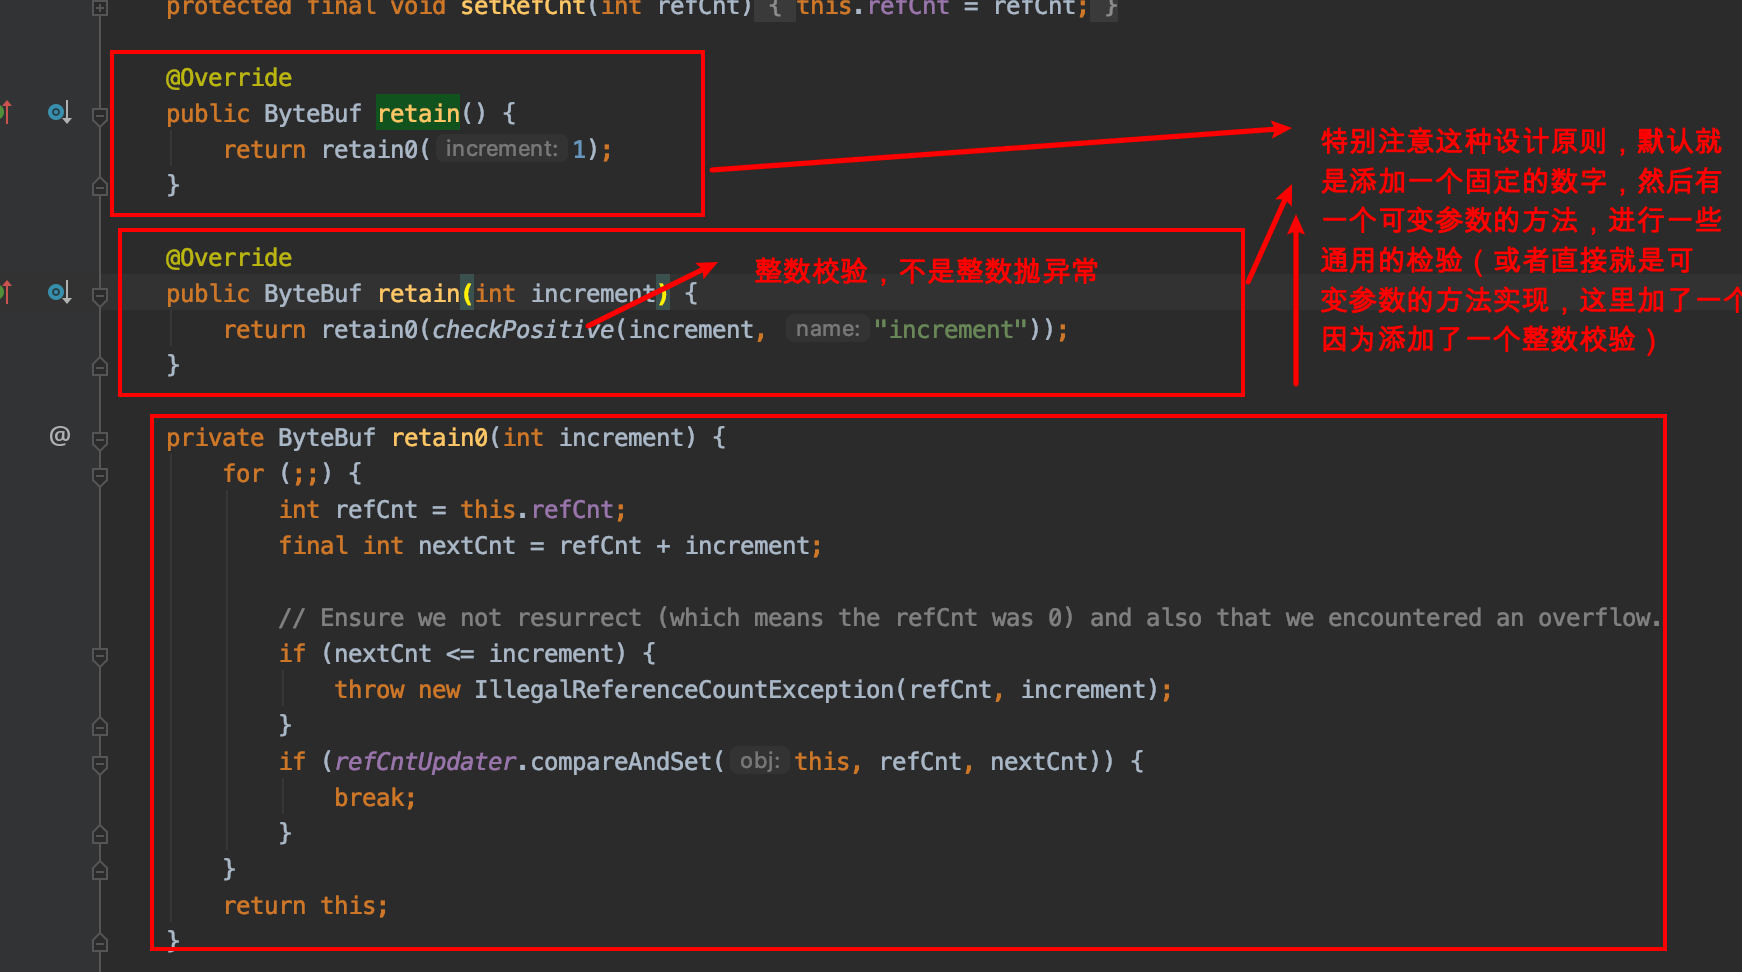 protected final void setRefCnt(int refCnt) { this.refCnt = refCnt; }
@Override
public ByteBuf retain() {
return retain0( increment: 1);
}
特别注意这种设计原则，默认就
是添加一个固定的数字，然后有
一个可变参数的方法，进行一些
通用的检验（或者直接就是可
变参数的方法实现，这里加了一个
因为添加了一个整数校验）
@Override
整数校验，不是整数抛异常
public ByteBuf retain(int increment) {
return retain0(checkPositive(increment, name: "increment"));
}
@
private ByteBuf retain0(int increment) {
for (;;) {
int refCnt = this.refCnt;
final int nextCnt = refCnt + increment;
// Ensure we not resurrect (which means the refCnt was 0) and also that we encountered an overflow.
if (nextCnt <= increment) {
throw new IllegalReferenceCountException(refCnt, increment);
}
if (refCntUpdater.compareAndSet( obj: this, refCnt, nextCnt)) {
break;
}
}
return this;
}